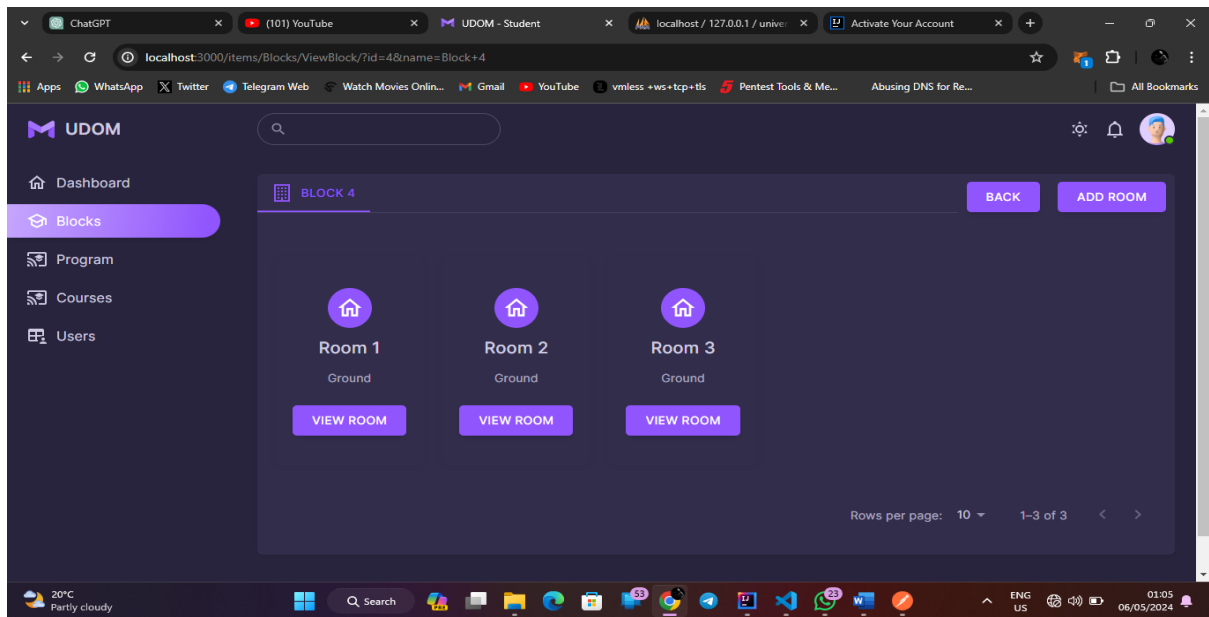 ChatGPT
(101) YouTube
UDOM - Student
localhost / 127.0.0.1 / univer
Activate Your Account
localhost:3000/items/Blocks/ViewBlock/?id=4&name=Block+4
1
Apps
WhatsApp
Twitter
Telegram Web
Watch Movies Onlin...
Gmail
YouTube
vmless +ws+tcp+tls
Pentest Tools & Me...
Abusing DNS for Re...
All Bookmarks
UDOM
Dashboard
Blocks
Program
Courses
Users
BLOCK 4
BACK
ADD ROOM
Room 1
Ground
VIEW ROOM
Room 2
Ground
VIEW ROOM
Room 3
Ground
VIEW ROOM
Rows per page: 10
1–3 of 3
20°C
Partly cloudy
Search
53
23
ENG
US
01:05
06/05/2024